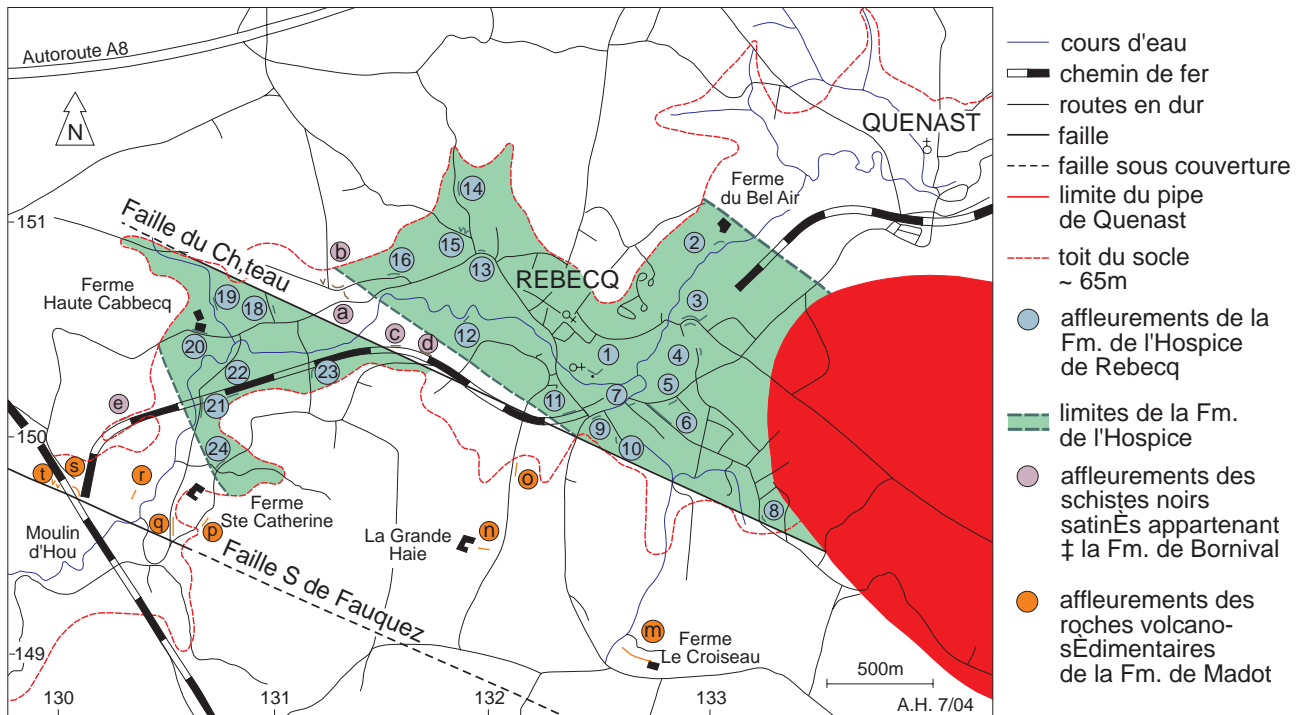 Autoroute A8
N
QUENAST
Ferme
du Bel Air
151
Faille du Ch,teau
Ferme
Haute Cabbecq
REBECQ
14
2
b
15
16
13
19
18
a
3
c
d
12
20
1
4
22
23
5
e
11
7
21
6
150
24
9
10
t
s
r
o
8
Ferme
Ste Catherine
q
p
n
La Grande
Haie
Moulin
d'Hou
Faille S de Fauquez
m
Ferme
Le Croiseau
149
500m
130
131
132
133
A.H. 7/04
cours d'eau
chemin de fer
routes en dur
faille
faille sous couverture
limite du pipe
de Quenast
toit du socle
~ 65m
affleurements de la
Fm. de l'Hospice
de Rebecq
limites de la Fm.
de l'Hospice
affleurements des
schistes noirs
satinÈs appartenant
‡ la Fm. de Bornival
affleurements des
roches volcano-
sÈdimentaires
de la Fm. de Madot